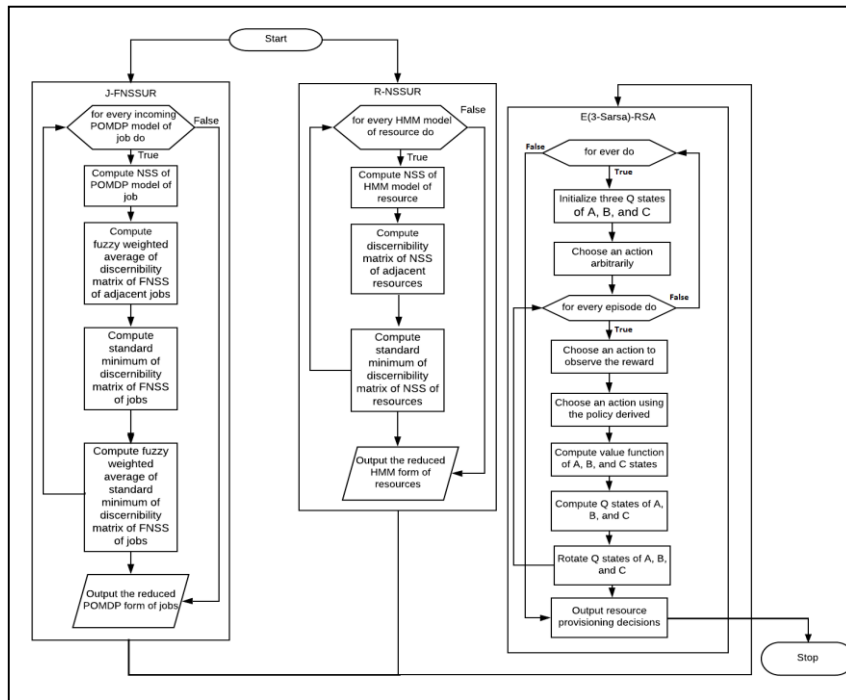 Start
J-FNSSUR
for every incoming
POMDP model of
job do
False
True
Compute NSS of
POMDP model of
job
Compute
fuzzy weighted
average of
discernibility
matrix of FNSS
of adjacent jobs
Compute
standard
minimum of
discernibility
matrix of FNSS
of jobs
Compute fuzzy
weighted
average of
standard
minimum of
discernibility
matrix of FNSS
of jobs
Output the reduced
POMDP form of jobs
R-NSSUR
for every HMM model
of resource do
False
True
Compute NSS of
HMM model of
resource
Compute
discernibility
matrix of NSS
of adjacent
resources
Compute
standard
minimum of
discernibility
matrix of NSS of
resources
Output the reduced
HMM form of
resources
E(3-Sarsa)-RSA
False
for ever do
True
Initialize three Q states
of A, B, and C
Choose an action
arbitrarily
for every episode do
False
True
Choose an action to
observe the reward
Choose an action using
the policy derived
Compute value function
of A, B, and C states
Compute Q states of A,
B, and C
Rotate Q states of A, B,
and C
Output resource
provisioning decisions
Stop